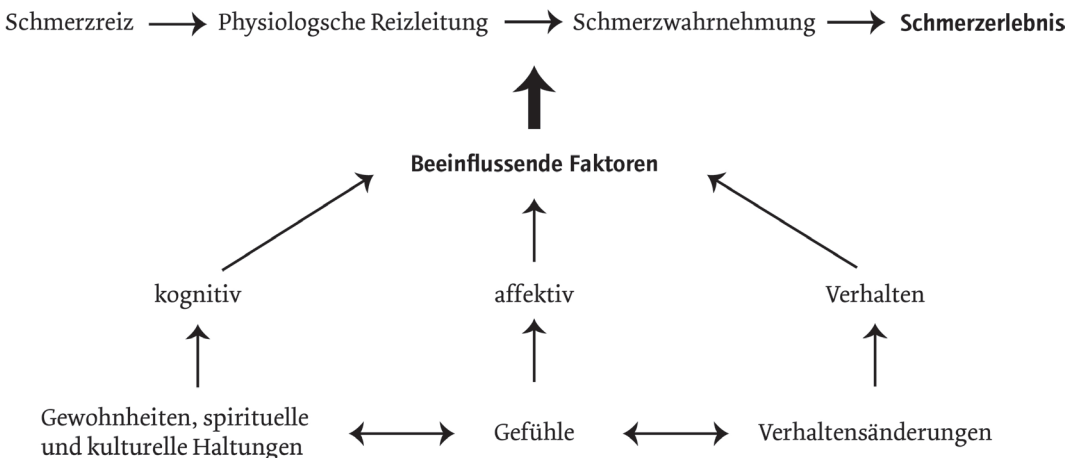 Schmerzreiz Physiologsche Reizleitung Schmerzwahrnehmung Schmerzerlebnis
Beeinflussende Faktoren
kognitiv affektiv Verhalten
Gewohnheiten, spirituelle
und kulturelle Haltungen
Gefühle
Verhaltensänderungen